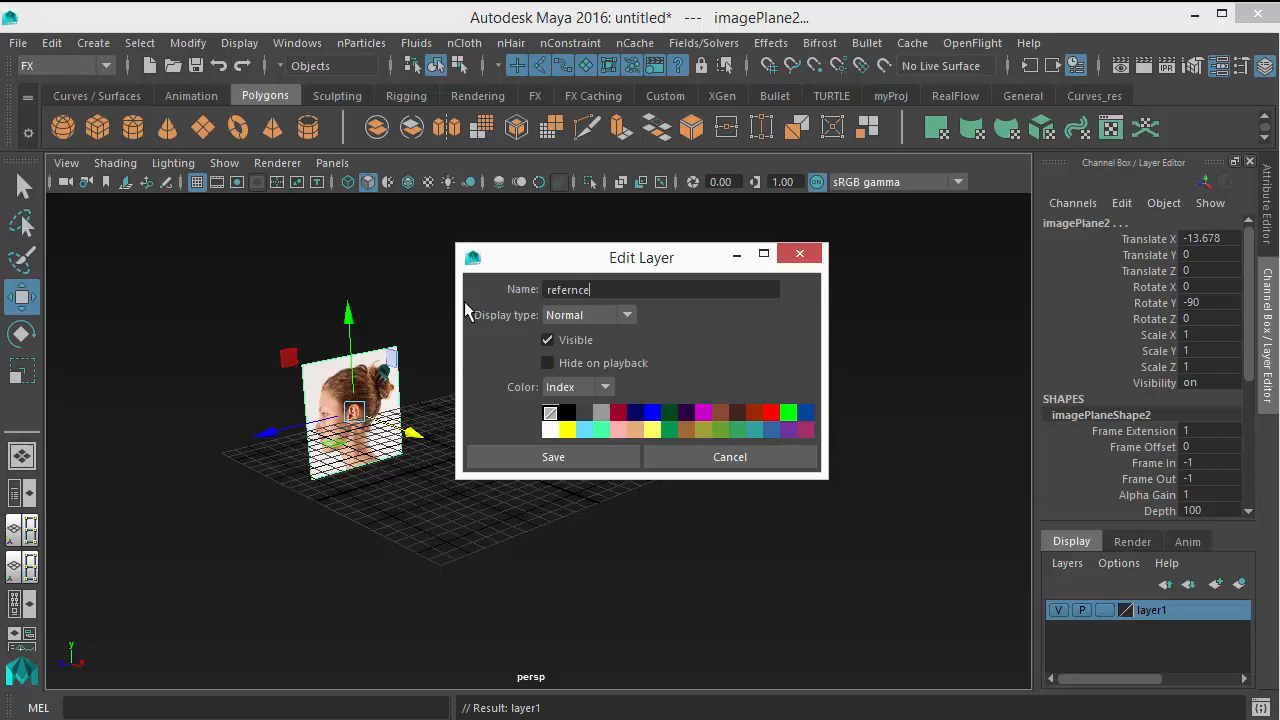 Autodesk Maya 2016: untitled* --- imagePlane2...
File Edit Create Select Modify Display Windows nParticles Fluids nCloth nHair nConstraint nCache Fields/Solvers Effects Bifrost Bullet Cache OpenFlight Help
FX Objects No Live Surface
Curves / Surfaces Animation Polygons Sculpting Rigging Rendering FX FX Caching Custom XGen Bullet TURTLE myProj RealFlow General Curves_res
View Shading Lighting Show Renderer Panels
0.00 1.00 ON sRGB gamma
Channel Box / Layer Editor
Channels Edit Object Show
imagePlane2 . . .
Translate X -13.678
Translate Y 0
Translate Z 0
Rotate X 0
Rotate Y -90
Rotate Z 0
Scale X 1
Scale Y 1
Scale Z 1
Visibility on
SHAPES
imagePlaneShape2
Frame Extension 1
Frame Offset 0
Frame In -1
Frame Out -1
Alpha Gain 1
Depth 100
Attribute Editor
Channel Box / Layer Editor
Edit Layer
Name: refernce
Display type: Normal
Visible
Hide on playback
Color: Index
Save Cancel
Display Render Anim
Layers Options Help
V P layer1
y
z x
persp
MEL // Result: layer1